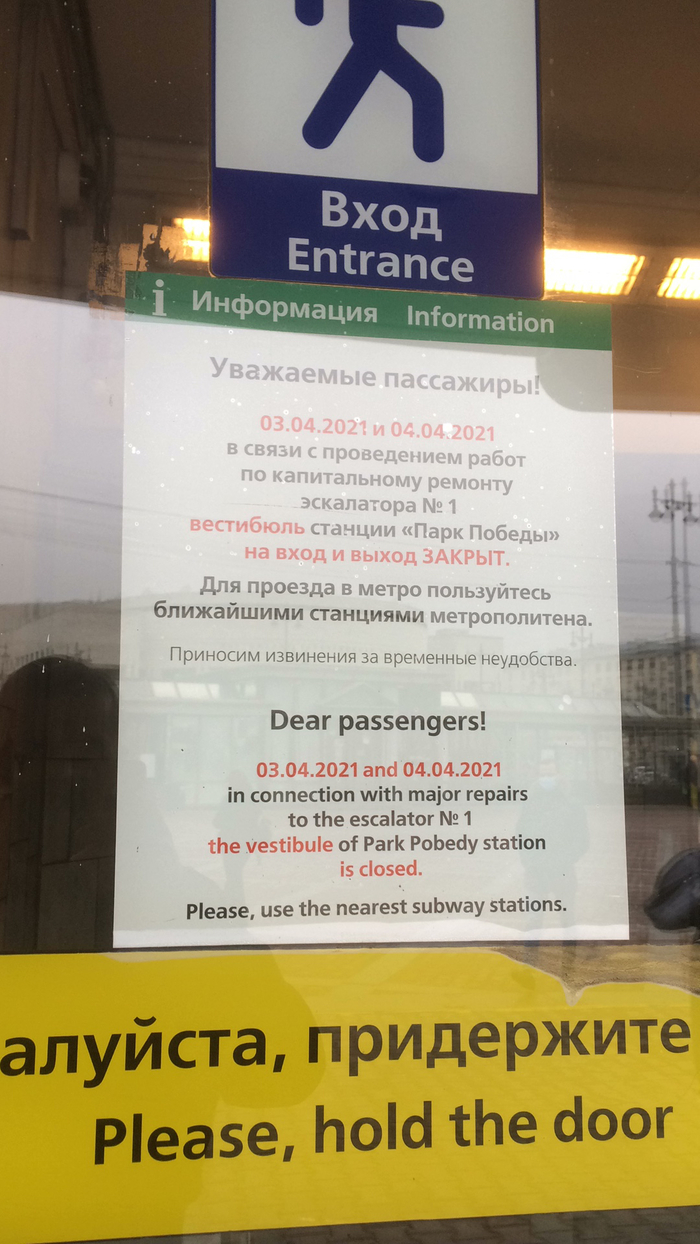 Вход
Entrance
i Информация Information
Уважаемые пассажиры!
03.04.2021 и 04.04.2021
в связи с проведением работ
по капитальному ремонту
эскалатора № 1
вестибюль станции «Парк Победы»
на вход и выход ЗАКРЫТ.
Для проезда в метро пользуйтесь
ближайшими станциями метрополитена.
Приносим извинения за временные неудобства.
Dear passengers!
03.04.2021 and 04.04.2021
in connection with major repairs
to the escalator № 1
the vestibule of Park Pobedy station
is closed.
Please, use the nearest subway stations.
алуйста, придержите
Please, hold the door